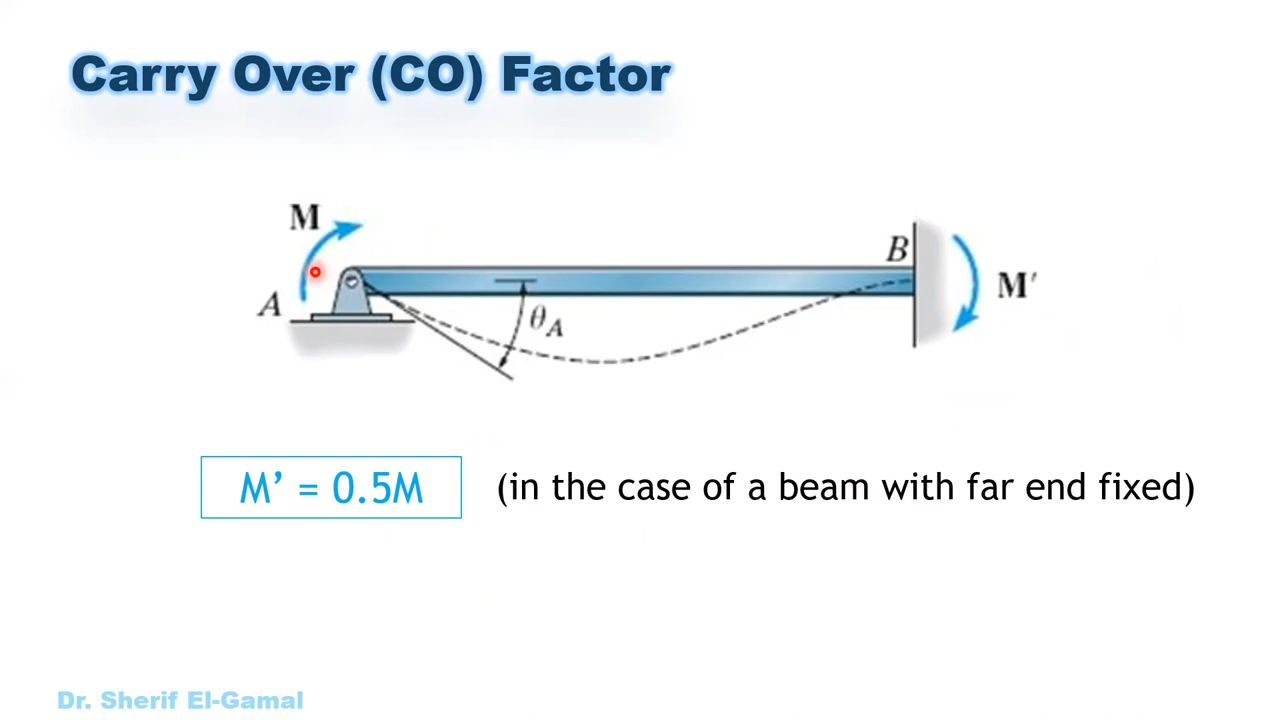 Carry Over (CO) Factor
M
B
M′
A
θA
M’ = 0.5M
(in the case of a beam with far end fixed)
Dr. Sherif El-Gamal